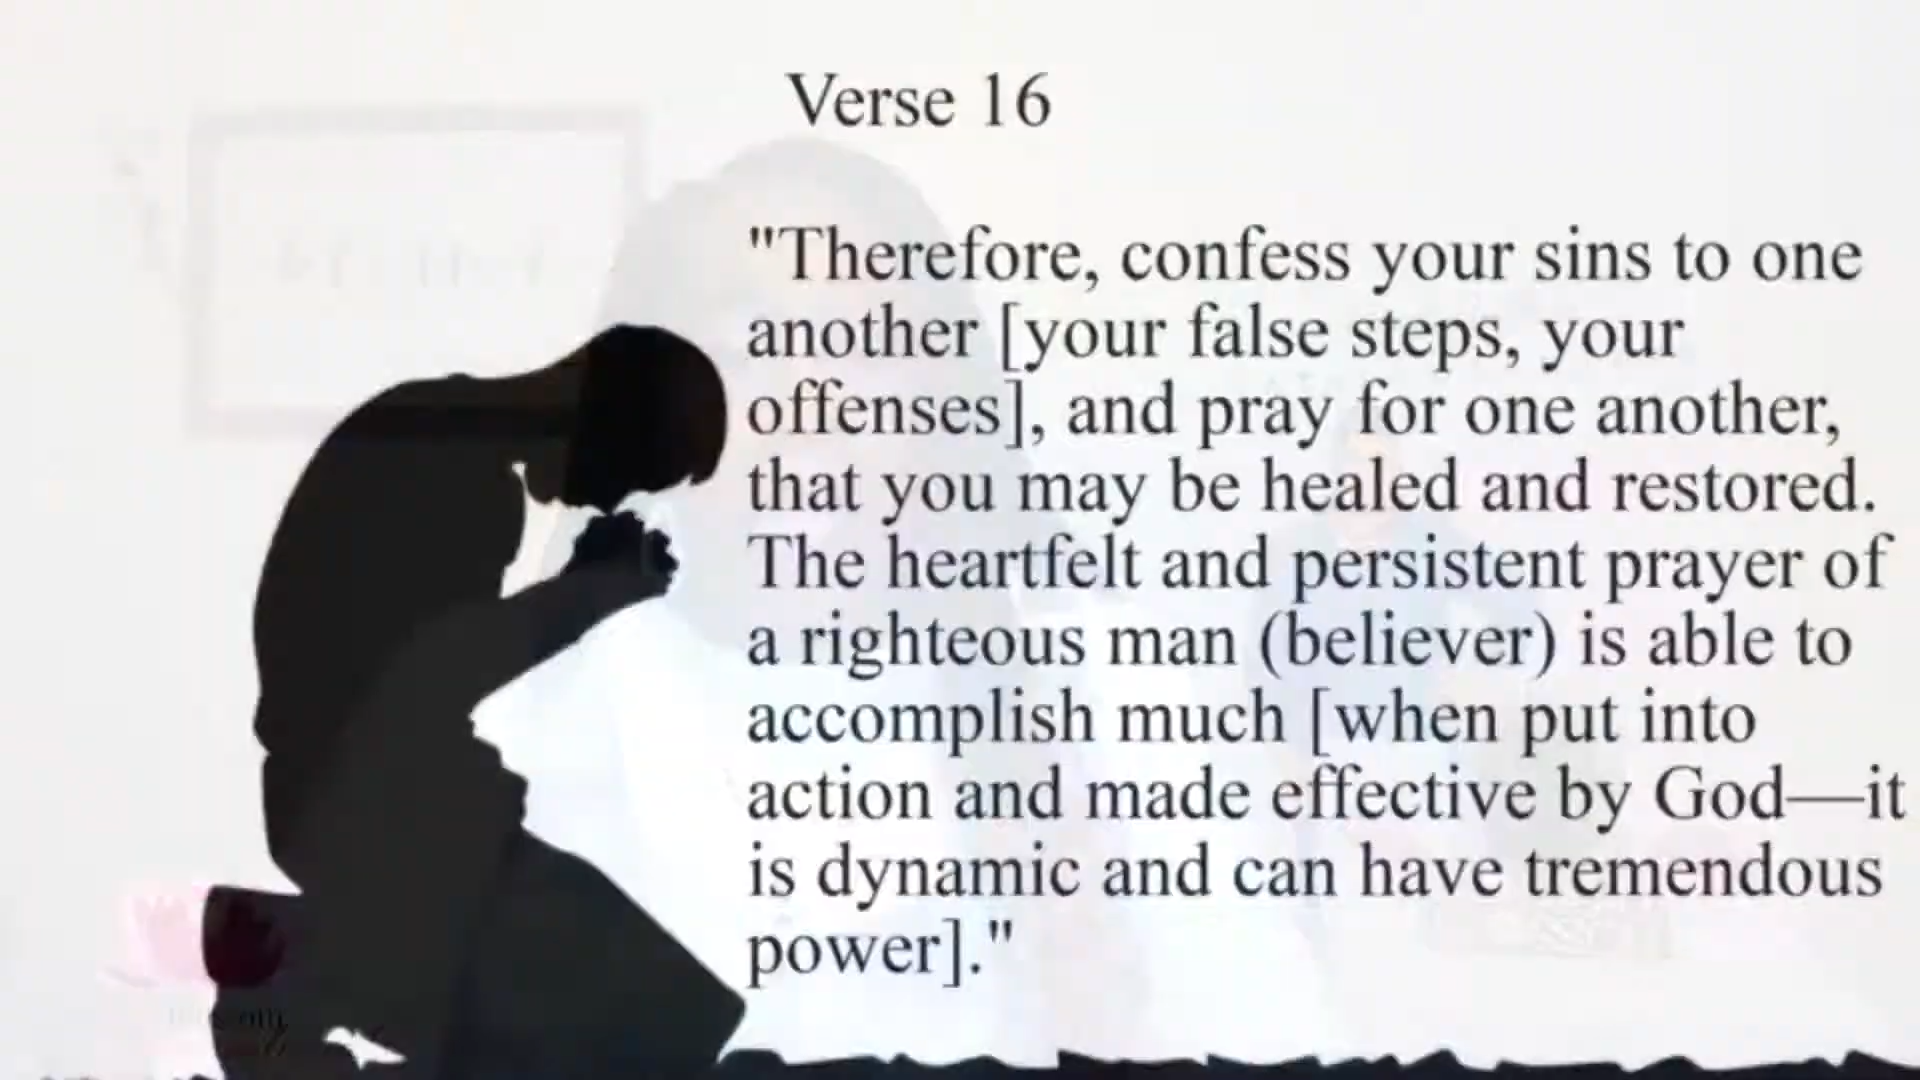 Verse 16
"Therefore, confess your sins to one
another [your false steps, your
offenses], and pray for one another,
that you may be healed and restored.
The heartfelt and persistent prayer of
a righteous man (believer) is able to
accomplish much [when put into
action and made effective by God—it
is dynamic and can have tremendous
power]."